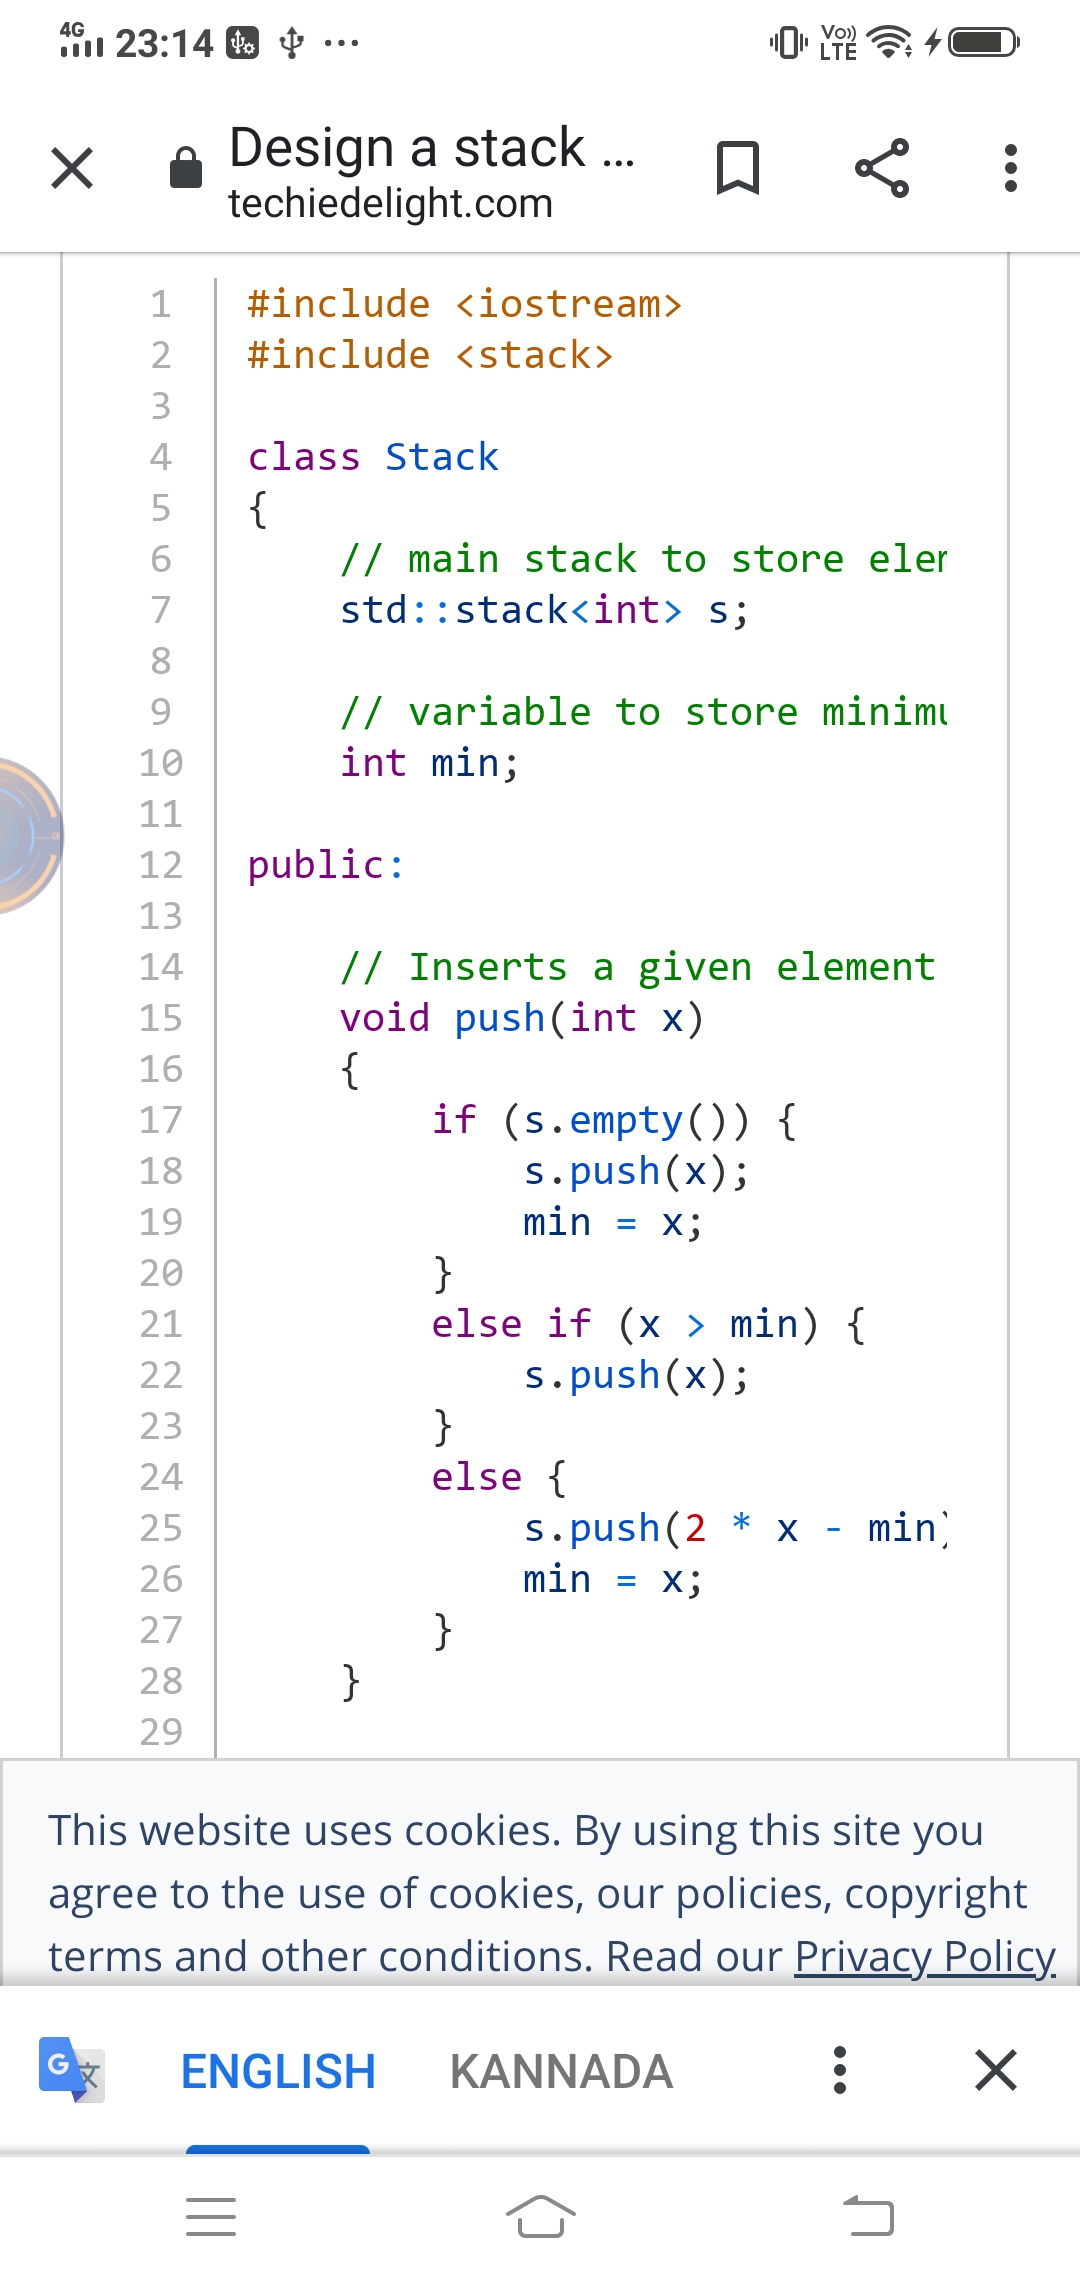 4G 23:14 Vo)) LTE
Design a stack ...
techiedelight.com
1 #include <iostream>
2 #include <stack>
3
4 class Stack
5 {
6 // main stack to store
7 std::stack<int> s;
8
9 // variable to store
10 int min;
11
12 public:
13
14 // Inserts a given element
15 void push(int x)
16 {
17 if (s.empty()) {
18 s.push(x);
19 min = x;
20 }
21 else if (x > min) {
22 s.push(x);
23 }
24 else {
25 s.push(2 * x - min)
26 min = x;
27 }
28 }
29
This website uses cookies. By using this site you
agree to the use of cookies, our policies, copyright
terms and other conditions. Read our Privacy Policy
G 文 ENGLISH KANNADA